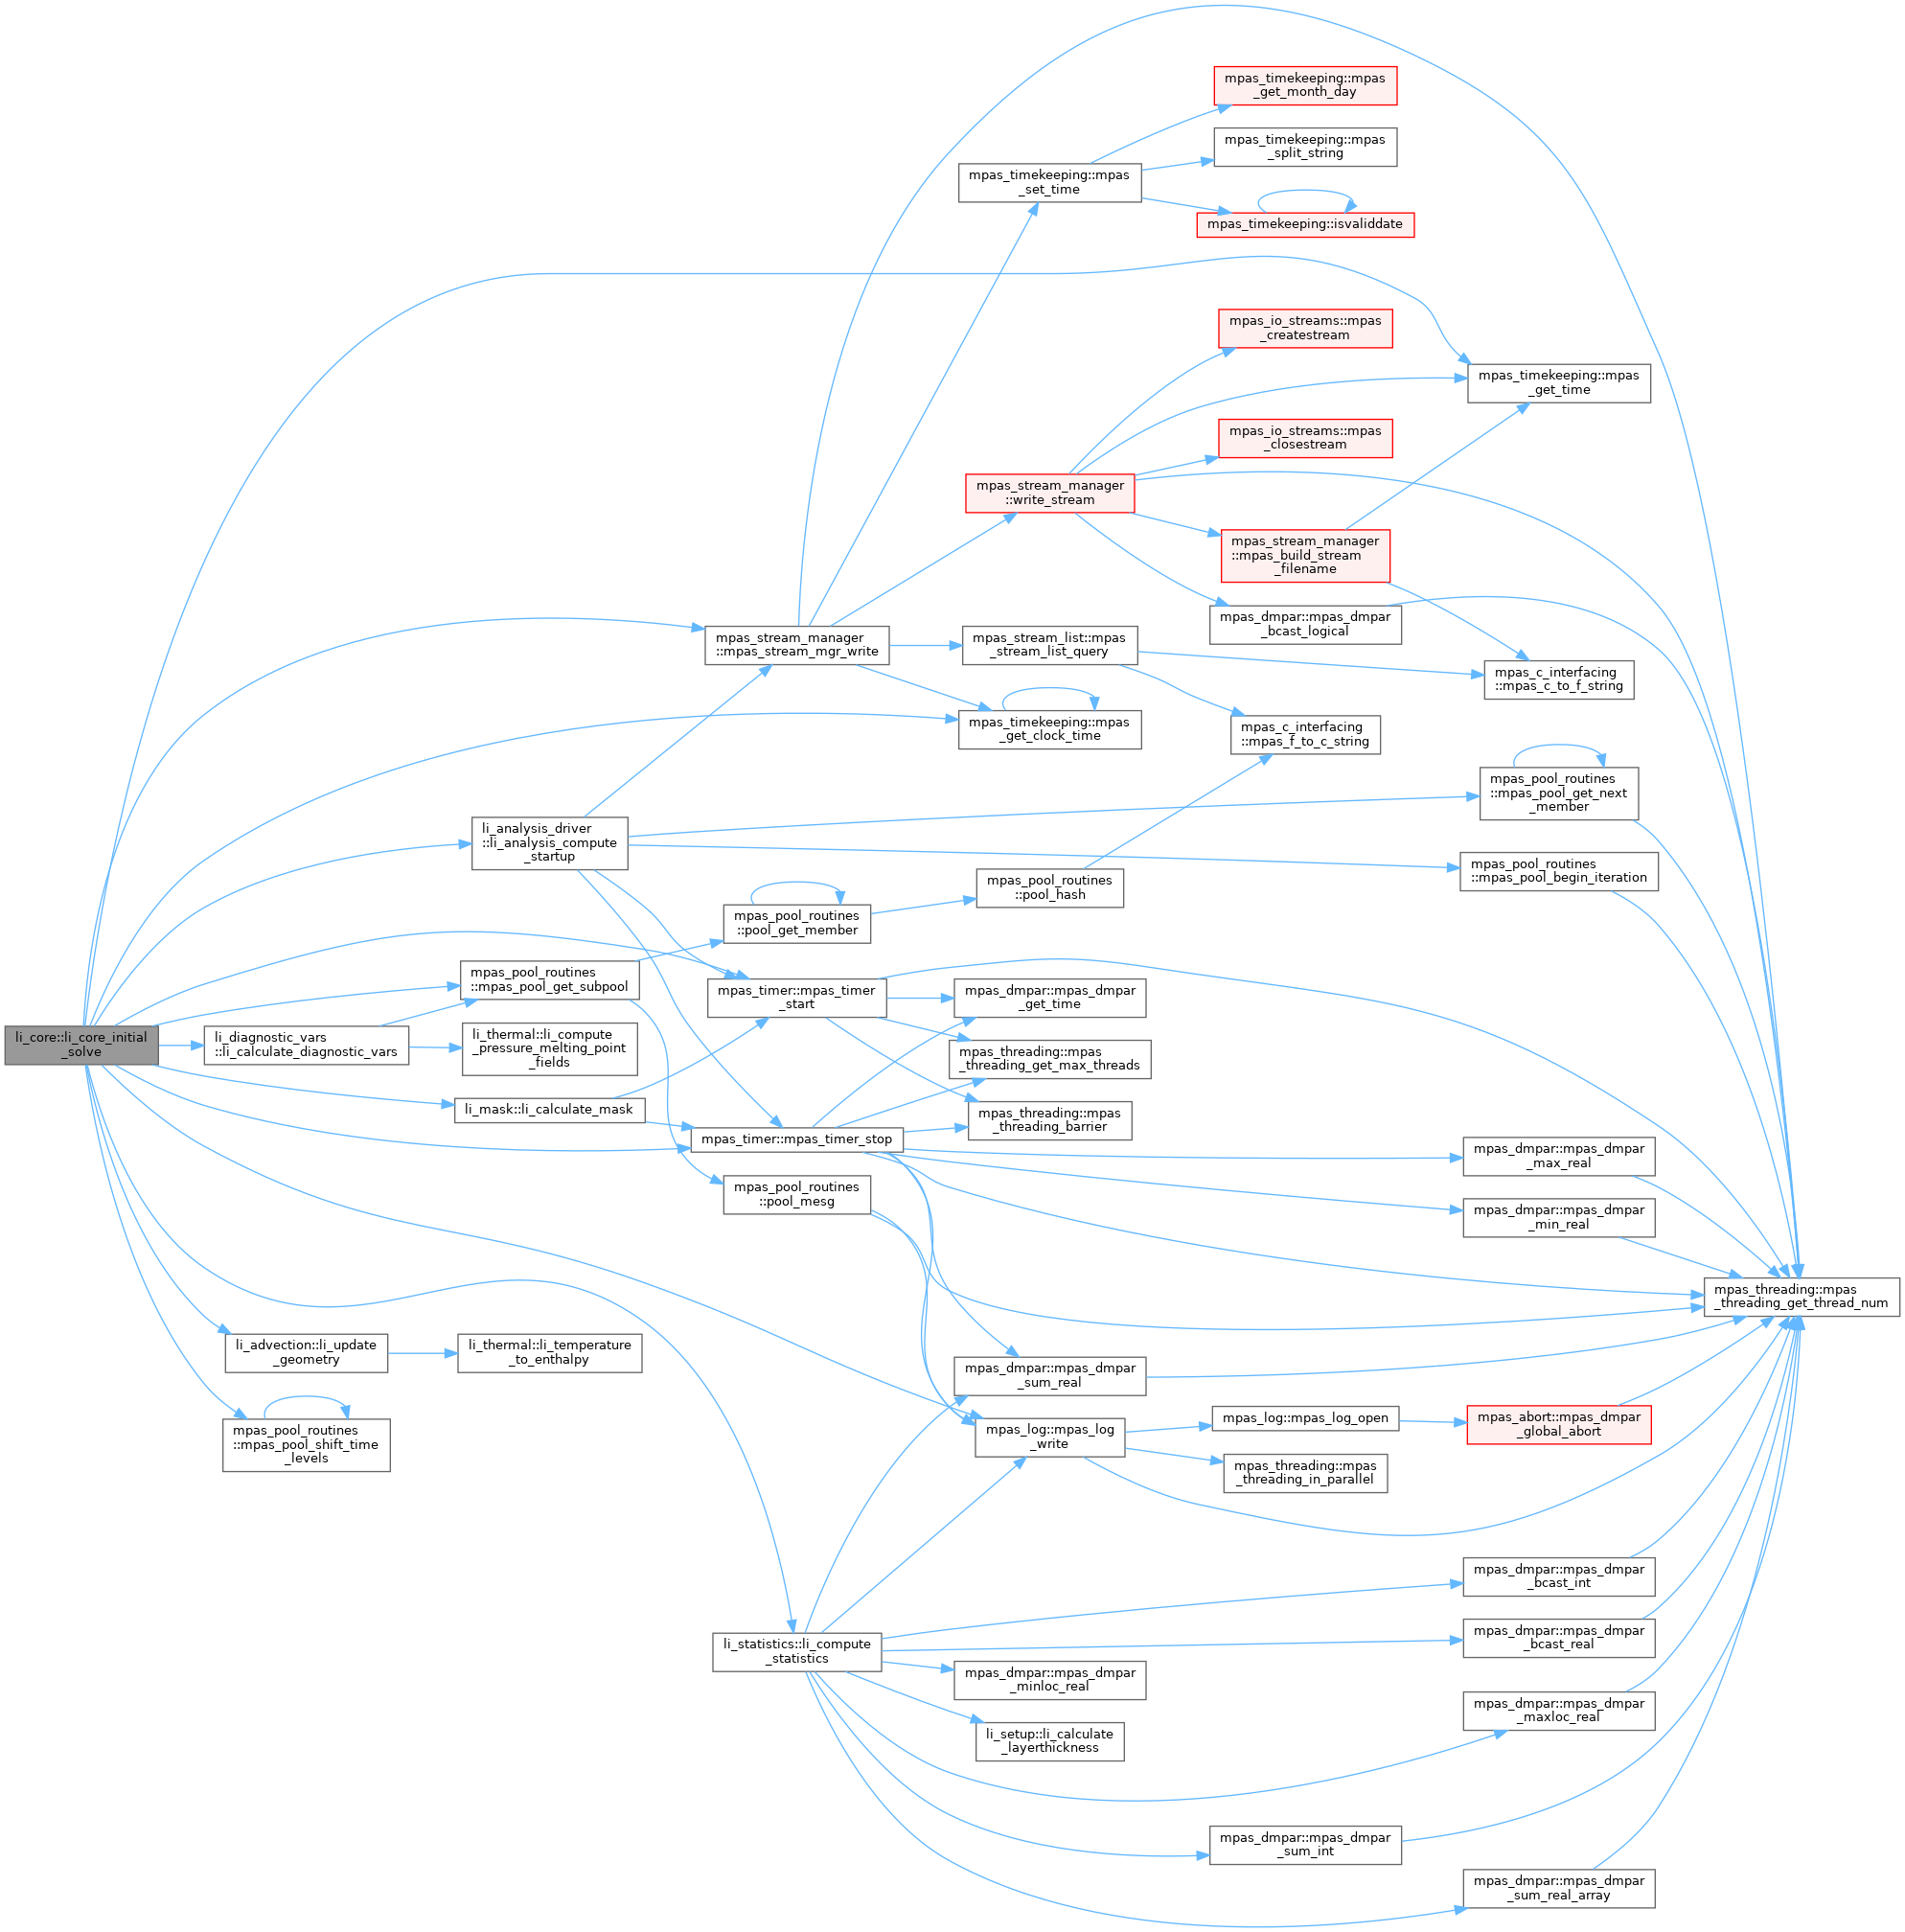 mpas_timekeeping::mpas
_get_month_day
mpas_timekeeping::mpas
_split_string
mpas_timekeeping::mpas
_set_time
mpas_timekeeping::isvaliddate
mpas_io_streams::mpas
_createstream
mpas_timekeeping::mpas
_get_time
mpas_io_streams::mpas
_closestream
mpas_stream_manager
::write_stream
mpas_stream_manager
::mpas_build_stream
_filename
mpas_dmpar::mpas_dmpar
_bcast_logical
mpas_stream_manager
::mpas_stream_mgr_write
mpas_stream_list::mpas
_stream_list_query
mpas_c_interfacing
::mpas_c_to_f_string
mpas_timekeeping::mpas
_get_clock_time
mpas_c_interfacing
::mpas_f_to_c_string
mpas_pool_routines
::mpas_pool_get_next
_member
li_analysis_driver
::li_analysis_compute
_startup
mpas_pool_routines
::mpas_pool_begin_iteration
mpas_pool_routines
::pool_hash
mpas_pool_routines
::pool_get_member
mpas_pool_routines
::mpas_pool_get_subpool
mpas_timer::mpas_timer
_start
mpas_dmpar::mpas_dmpar
_get_time
li_core::li_core_initial
_solve
li_diagnostic_vars
::li_calculate_diagnostic_vars
li_thermal::li_compute
_pressure_melting_point
_fields
mpas_threading::mpas
_threading_get_max_threads
li_mask::li_calculate_mask
mpas_threading::mpas
_threading_barrier
mpas_timer::mpas_timer_stop
mpas_dmpar::mpas_dmpar
_max_real
mpas_pool_routines
::pool_mesg
mpas_dmpar::mpas_dmpar
_min_real
mpas_threading::mpas
_threading_get_thread_num
li_advection::li_update
_geometry
li_thermal::li_temperature
_to_enthalpy
mpas_dmpar::mpas_dmpar
_sum_real
mpas_pool_routines
::mpas_pool_shift_time
_levels
mpas_log::mpas_log
_write
mpas_log::mpas_log_open
mpas_abort::mpas_dmpar
_global_abort
mpas_threading::mpas
_threading_in_parallel
mpas_dmpar::mpas_dmpar
_bcast_int
li_statistics::li_compute
_statistics
mpas_dmpar::mpas_dmpar
_bcast_real
mpas_dmpar::mpas_dmpar
_minloc_real
mpas_dmpar::mpas_dmpar
_maxloc_real
li_setup::li_calculate
_layerthickness
mpas_dmpar::mpas_dmpar
_sum_int
mpas_dmpar::mpas_dmpar
_sum_real_array